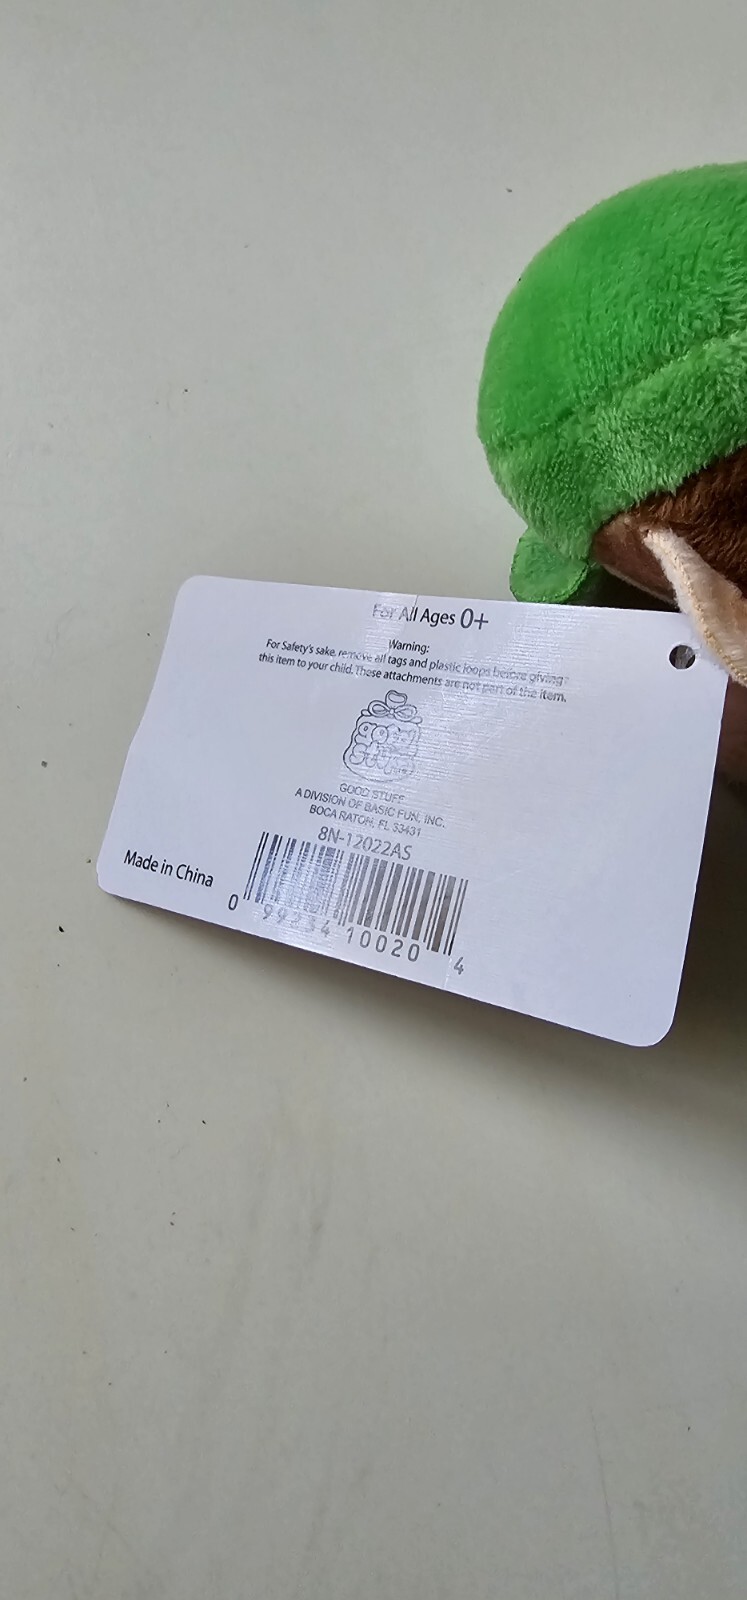 For All Ages 0+
Warning:
For Safety's sake, remove all tags and plastic loops before giving
this item to your child. These attachments are not part of the item.
good
stuff
GOOD STUFF
A DIVISION OF BASIC FUN, INC.
BOCA RATON, FL 33431
8N-12022AS
Made in China
0 99234 10020 4